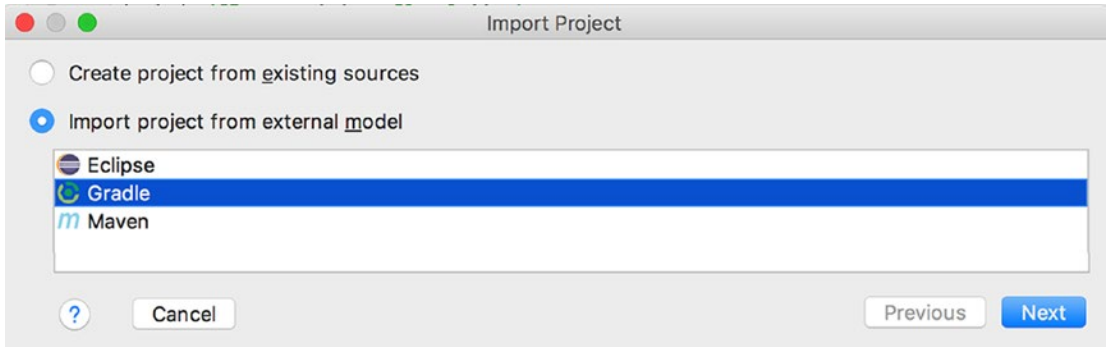 Import Project
Create project from existing sources
Import project from external model
Eclipse
Gradle
Maven
? Cancel Previous Next